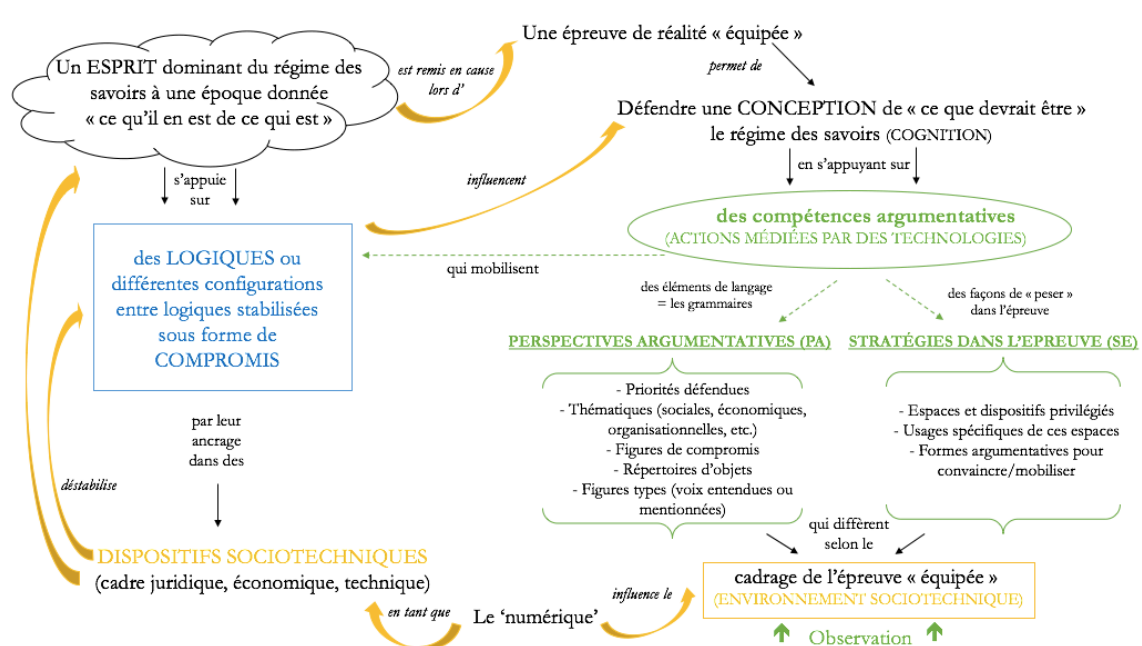 Une épreuve de réalité « équipée »
Un ESPRIT dominant du régime des
savoirs à une époque donnée
« ce qu'il en est de ce qui est »
est remis en cause
lors d'
permet de
Défendre une CONCEPTION de « ce que devrait être »
le régime des savoirs (COGNITION)
s'appuie
sur
influencent
en s'appuyant sur
des compétences argumentatives
(ACTIONS MÉDIÉES PAR DES TECHNOLOGIES)
des LOGIQUES ou
différentes configurations
entre logiques stabilisées
sous forme de
COMPROMIS
qui mobilisent
des éléments de langage
= les grammaires
des façons de « peser »
dans l'épreuve
PERSPECTIVES ARGUMENTATIVES (PA)
STRATÉGIES DANS L'EPREUVE (SE)
- Priorités défendues
- Thématiques (sociales, économiques,
organisationnelles, etc.)
- Figures de compromis
- Répertoires d'objets
- Figures types (voix entendues ou
mentionnées)
- Espaces et dispositifs privilégiés
- Usages spécifiques de ces espaces
- Formes argumentatives pour
convaincre/mobiliser
par leur
ancrage
dans des
déstabilise
qui diffèrent
selon le
DISPOSITIFS SOCIOTECHNIQUES
(cadre juridique, économique, technique)
en tant que
Le 'numérique'
influence le
cadrage de l'épreuve « équipée »
(ENVIRONNEMENT SOCIOTECHNIQUE)
Observation